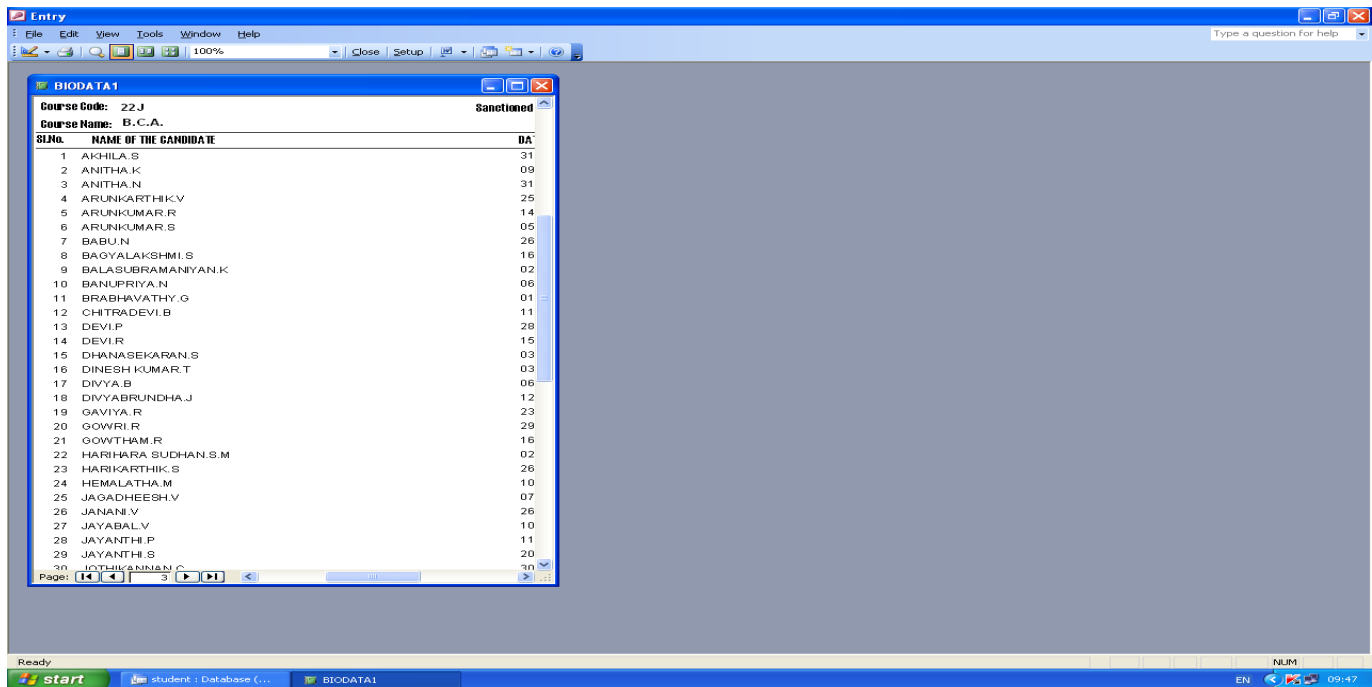 Entry
File Edit View Tools Window Help
Type a question for help
100% Close Setup
BIODATA1
Course Code: 22J Sanctioned
Course Name: B.C.A.
Sl.No. NAME OF THE CANDIDATE DA
1 AKHILA.S 31
2 ANITHA.K 09
3 ANITHA.N 31
4 ARUNKARTHIK.V 25
5 ARUNKUMAR.R 14
6 ARUNKUMAR.S 05
7 BABU.N 26
8 BAGYALAKSHMI.S 16
9 BALASUBRAMANIYAN.K 02
10 BANUPRIYA.N 06
11 BRABHAVATHY.G 01
12 CHITRADEVI.B 11
13 DEVI.P 28
14 DEVI.R 15
15 DHANASEKARAN.S 03
16 DINESH KUMAR.T 03
17 DIVYA.B 06
18 DIVYABRUNDHA.J 12
19 GAVIYA.R 23
20 GOWRI.R 29
21 GOWTHAM.R 16
22 HARIHARA SUDHAN.S.M 02
23 HARIKARTHIK.S 26
24 HEMALATHA.M 10
25 JAGADHEESH.V 07
26 JANANI.V 26
27 JAYABAL.V 10
28 JAYANTHI.P 11
29 JAYANTHI.S 20
30 JOTHIKANNAN.C 30
Page: 3
Ready NUM
start student : Database (... BIODATA1 EN 09:47